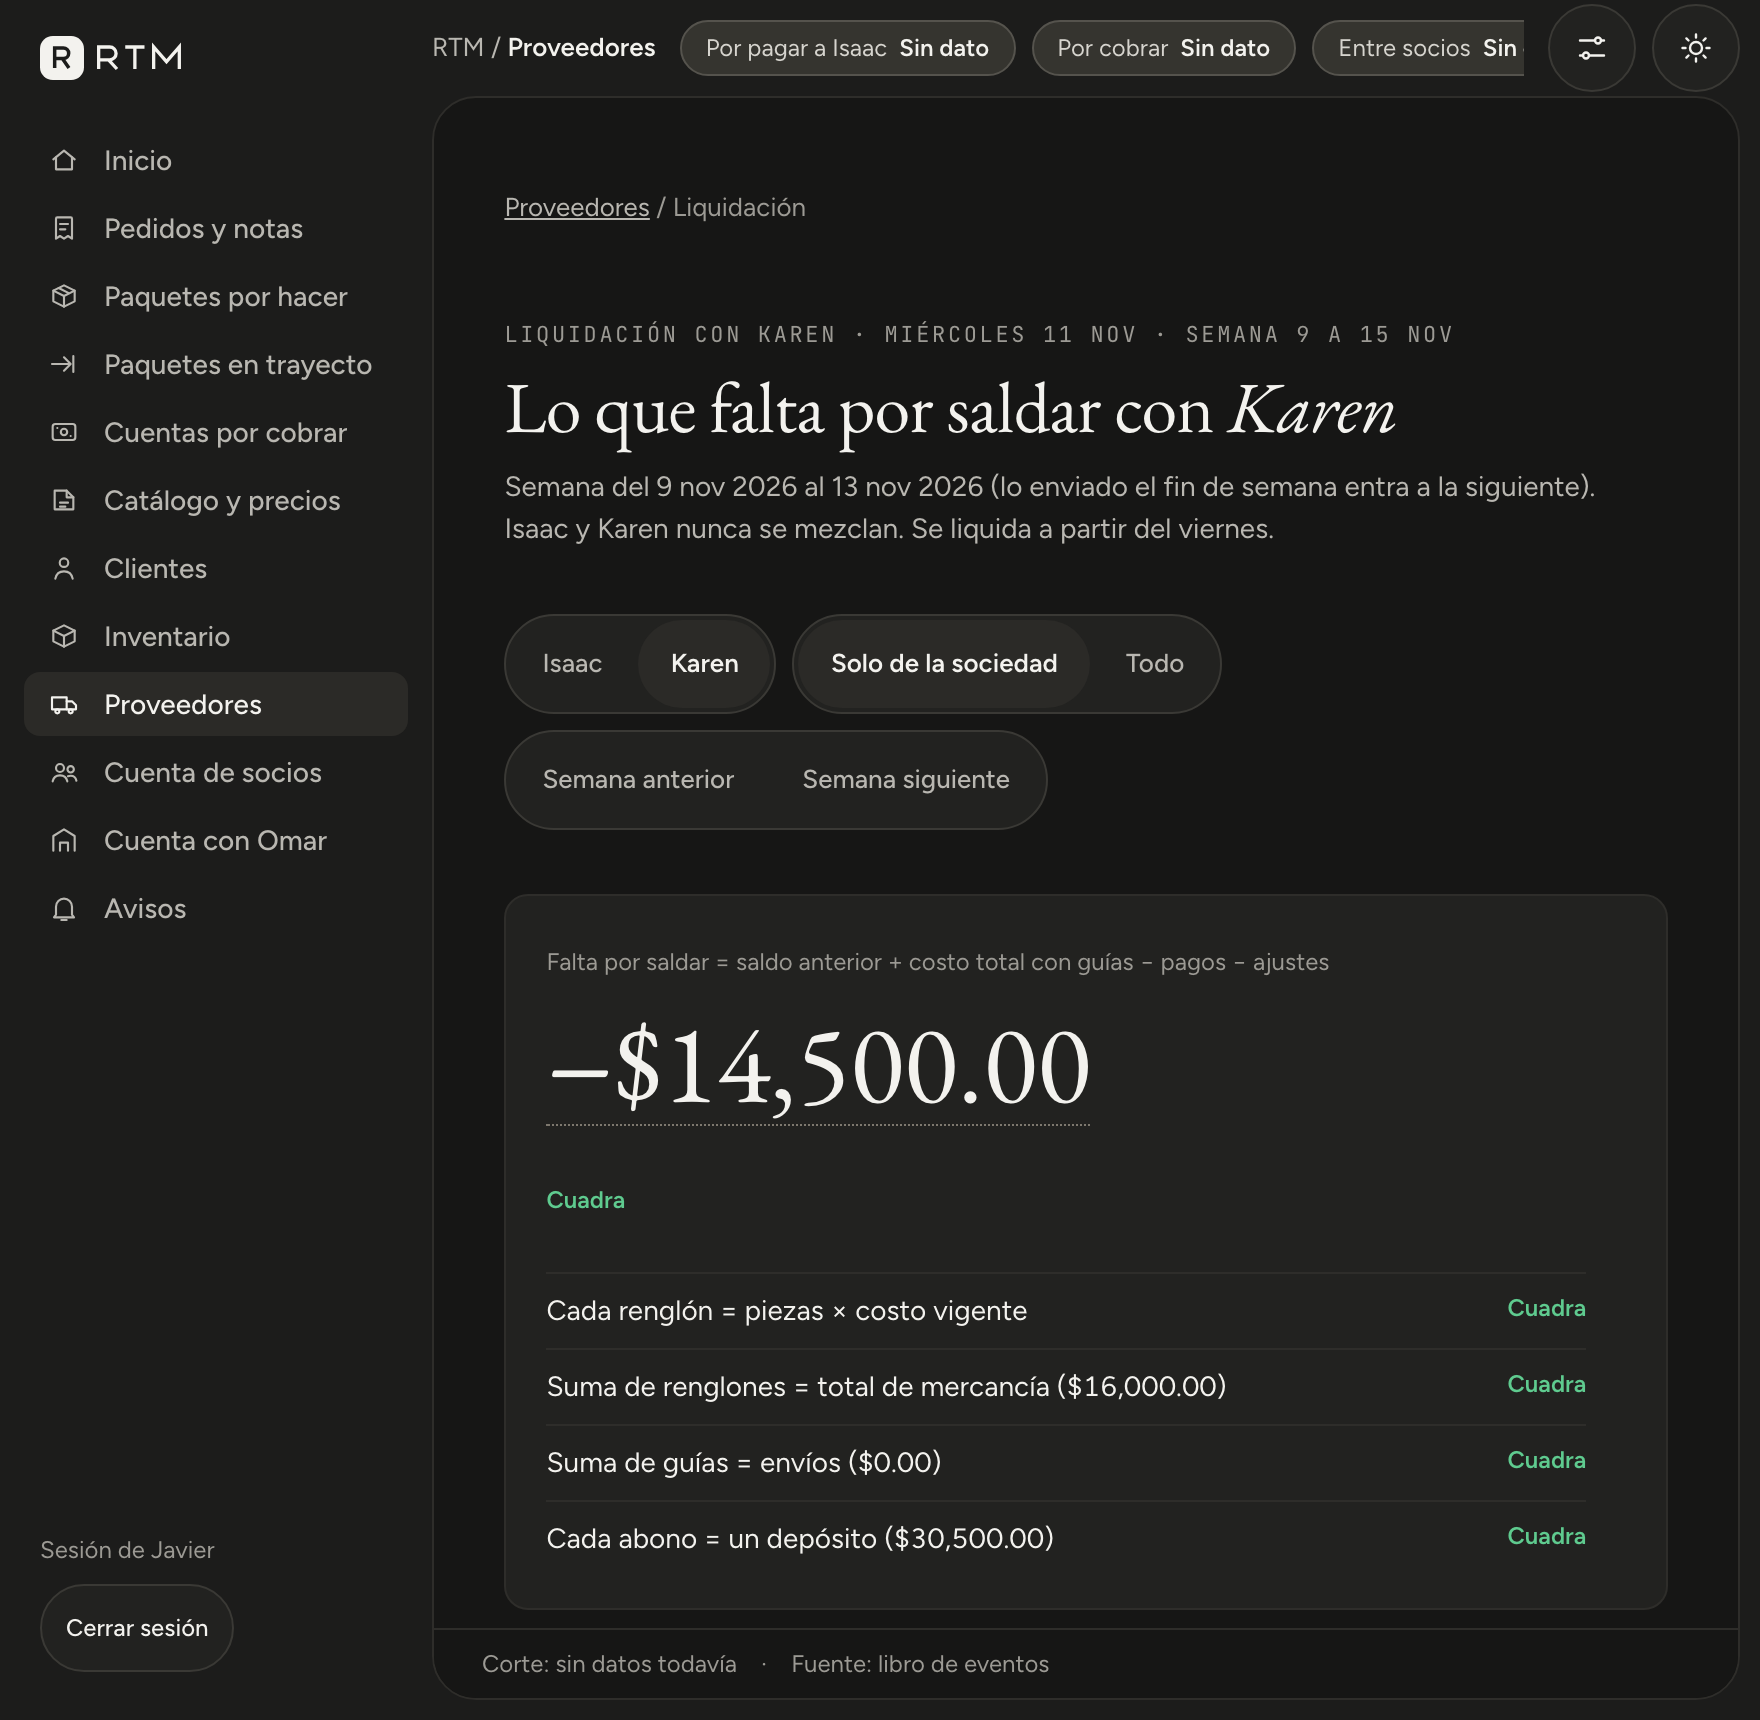 R RTM
Inicio
Pedidos y notas
Paquetes por hacer
Paquetes en trayecto
Cuentas por cobrar
Catálogo y precios
Clientes
Inventario
Proveedores
Cuenta de socios
Cuenta con Omar
Avisos
Sesión de Javier
Cerrar sesión
RTM / Proveedores
Por pagar a Isaac Sin dato
Por cobrar Sin dato
Entre socios Sin
Proveedores / Liquidación
LIQUIDACIÓN CON KAREN · MIÉRCOLES 11 NOV · SEMANA 9 A 15 NOV
Lo que falta por saldar con Karen
Semana del 9 nov 2026 al 13 nov 2026 (lo enviado el fin de semana entra a la siguiente).
Isaac y Karen nunca se mezclan. Se liquida a partir del viernes.
Isaac Karen Solo de la sociedad Todo
Semana anterior Semana siguiente
Falta por saldar = saldo anterior + costo total con guías − pagos − ajustes
−$14,500.00
Cuadra
Cada renglón = piezas × costo vigente Cuadra
Suma de renglones = total de mercancía ($16,000.00) Cuadra
Suma de guías = envíos ($0.00) Cuadra
Cada abono = un depósito ($30,500.00) Cuadra
Corte: sin datos todavía · Fuente: libro de eventos